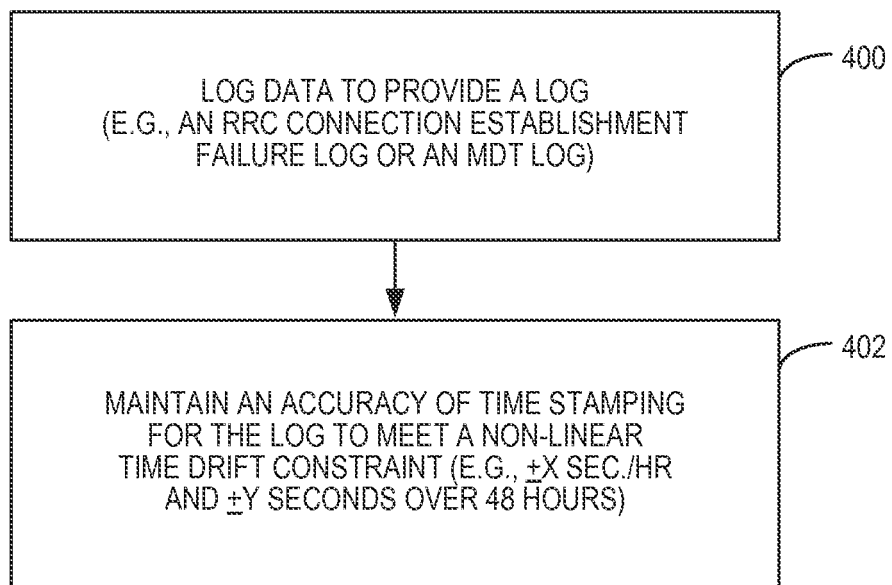 LOG DATA TO PROVIDE A LOG
(E.G., AN RRC CONNECTION ESTABLISHMENT
FAILURE LOG OR AN MDT LOG)
400
MAINTAIN AN ACCURACY OF TIME STAMPING
FOR THE LOG TO MEET A NON-LINEAR
TIME DRIFT CONSTRAINT (E.G., ±X SEC./HR
AND ±Y SECONDS OVER 48 HOURS)
402